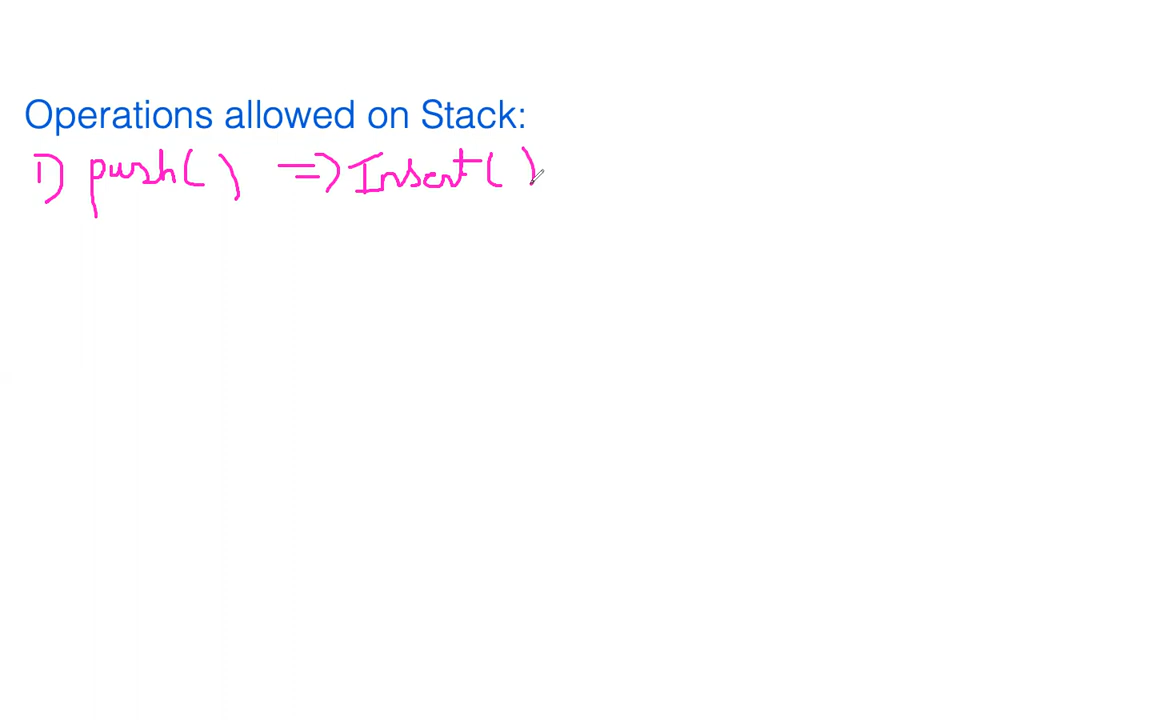 Operations allowed on Stack:
1) push( ) => Insert( )